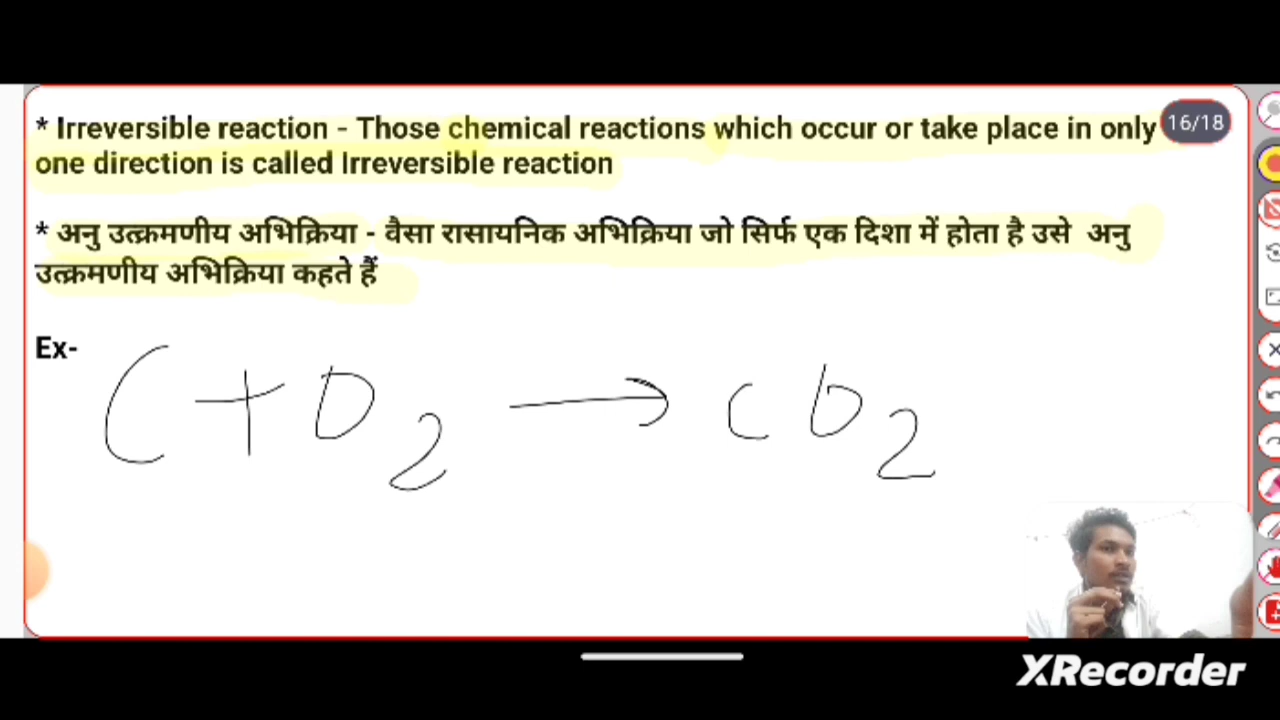 * Irreversible reaction - Those chemical reactions which occur or take place in only
16/18
one direction is called Irreversible reaction
* अनु उत्क्रमणीय अभिक्रिया - वैसा रासायनिक अभिक्रिया जो सिर्फ एक दिशा में होता है उसे अनु
उत्क्रमणीय अभिक्रिया कहते हैं
Ex-
C + O2 → CO2
XRecorder